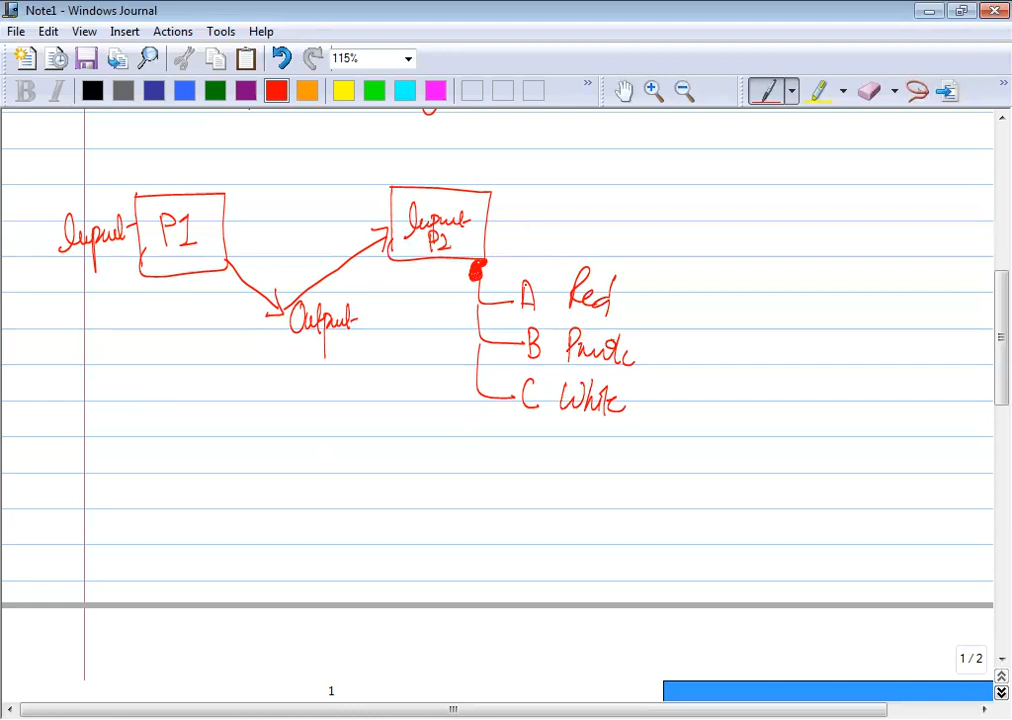 Note1 - Windows Journal
File Edit View Insert Actions Tools Help
115%
B I
Input P1
Input
P2
Output
A Red
B
C White
1 / 2
1